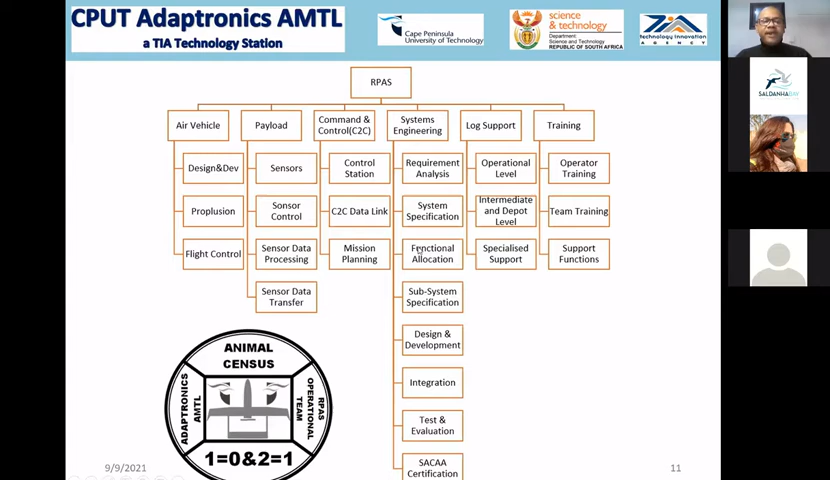 CPUT Adaptronics AMTL
a TIA Technology Station
Cape Peninsula
University of Technology
science
& technology
Department:
Science and Technology
REPUBLIC OF SOUTH AFRICA
technology innovation
AGENCY
SALDANHABAY
RPAS
Air Vehicle
Payload
Command &
Control(C2C)
Systems
Engineering
Log Support
Training
Design&Dev
Sensors
Control
Station
Requirement
Analysis
Operational
Level
Operator
Training
Proplusion
Sonsor
Control
C2C Data Link
System
Specification
Intermediate
and Depot
Level
Team Training
Flight Control
Sensor Data
Processing
Mission
Planning
Functional
Allocation
Specialised
Support
Support
Functions
Sensor Data
Transfer
Sub-System
Specification
Design &
Development
Integration
Test &
Evaluation
SACAA
Certification
ANIMAL
CENSUS
ADAPTRONICS
AMTL
RPAS
OPERATIONAL
TEAM
1=0&2=1
9/9/2021
11